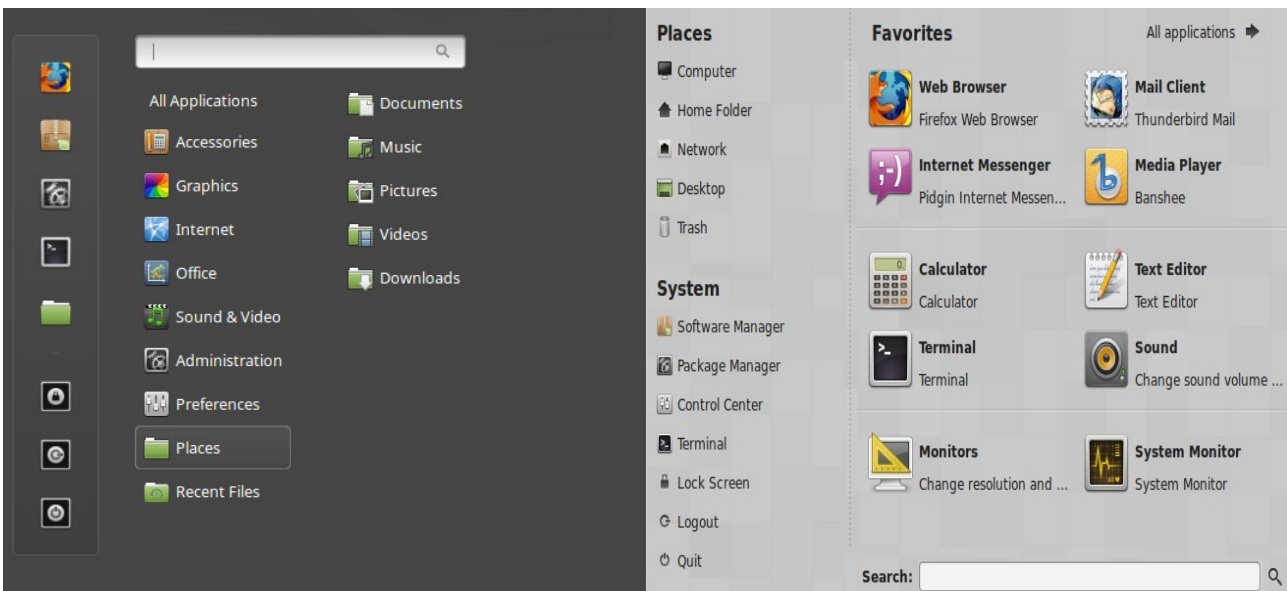 All Applications
Accessories
Graphics
Internet
Office
Sound & Video
Administration
Preferences
Places
Recent Files
Documents
Music
Pictures
Videos
Downloads
Places
Computer
Home Folder
Network
Desktop
Trash
System
Software Manager
Package Manager
Control Center
Terminal
Lock Screen
Logout
Quit
Favorites
All applications
Web Browser
Firefox Web Browser
Mail Client
Thunderbird Mail
Internet Messenger
Pidgin Internet Messen...
Media Player
Banshee
Calculator
Calculator
Text Editor
Text Editor
Terminal
Terminal
Sound
Change sound volume ...
Monitors
Change resolution and ...
System Monitor
System Monitor
Search: